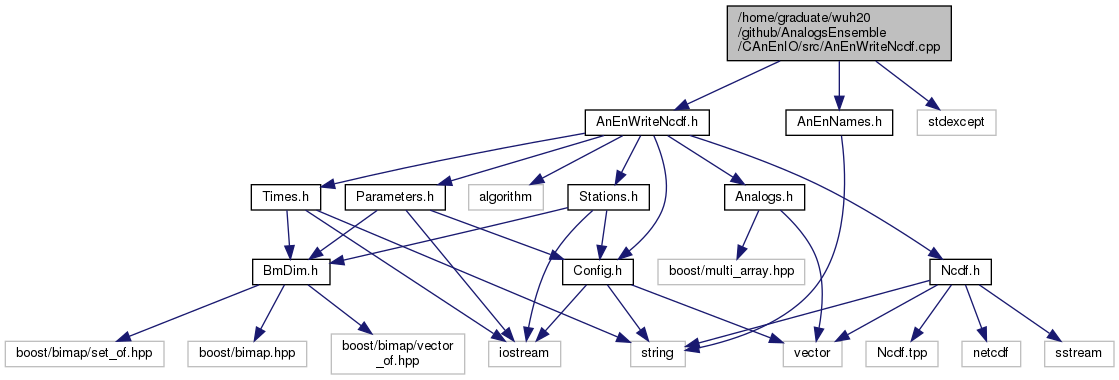 /home/graduate/wuh20
/github/AnalogsEnsemble
/CAnEnIO/src/AnEnWriteNcdf.cpp
AnEnWriteNcdf.h
AnEnNames.h
stdexcept
Times.h
Parameters.h
algorithm
Stations.h
Analogs.h
BmDim.h
Config.h
boost/multi_array.hpp
Ncdf.h
boost/bimap/set_of.hpp
boost/bimap.hpp
boost/bimap/vector
_of.hpp
iostream
string
vector
Ncdf.tpp
netcdf
sstream